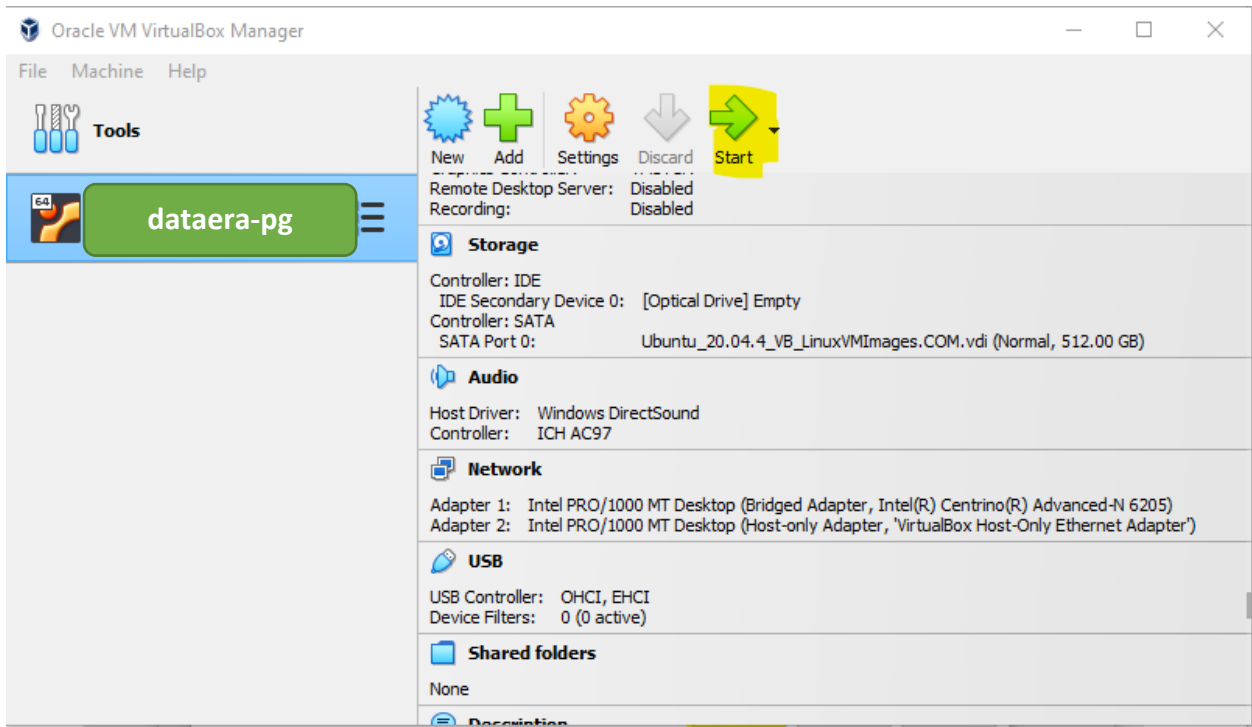 Oracle VM VirtualBox Manager
File Machine Help
Tools
New Add Settings Discard Start
64
dataera-pg
Remote Desktop Server: Disabled
Recording: Disabled
Storage
Controller: IDE
IDE Secondary Device 0: [Optical Drive] Empty
Controller: SATA
SATA Port 0: Ubuntu_20.04.4_VB_LinuxVMImages.COM.vdi (Normal, 512.00 GB)
Audio
Host Driver: Windows DirectSound
Controller: ICH AC97
Network
Adapter 1: Intel PRO/1000 MT Desktop (Bridged Adapter, Intel(R) Centrino(R) Advanced-N 6205)
Adapter 2: Intel PRO/1000 MT Desktop (Host-only Adapter, 'VirtualBox Host-Only Ethernet Adapter')
USB
USB Controller: OHCI, EHCI
Device Filters: 0 (0 active)
Shared folders
None
Description